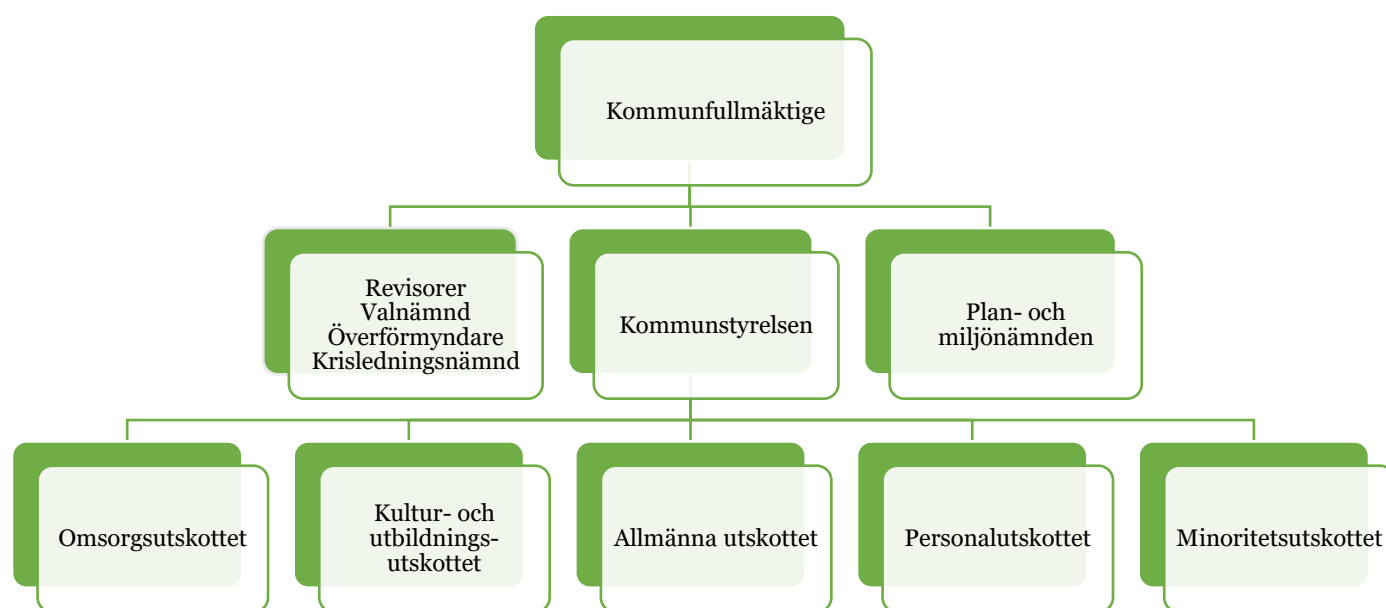 Kommunfullmäktige
Revisorer
Valnämnd
Överförmyndare
Krisledningsnämnd
Kommunstyrelsen
Plan- och
miljönämnden
Omsorgsutskottet
Kultur- och
utbildnings-
utskottet
Allmänna utskottet
Personalutskottet
Minoritetsutskottet